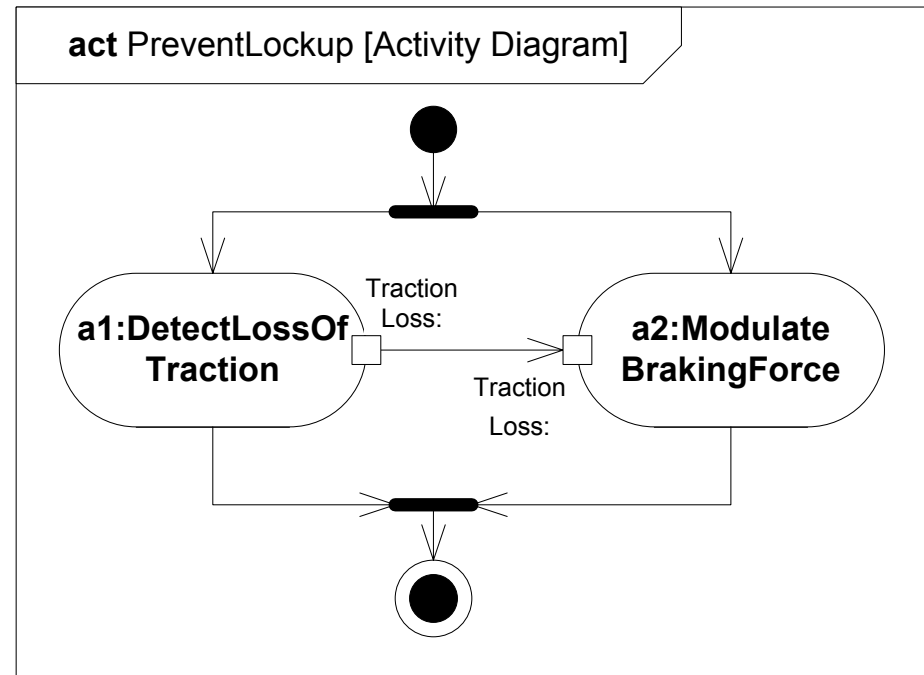 act PreventLockup [Activity Diagram]
Traction
Loss:
a1:DetectLossOf
Traction
a2:Modulate
BrakingForce
Traction
Loss: